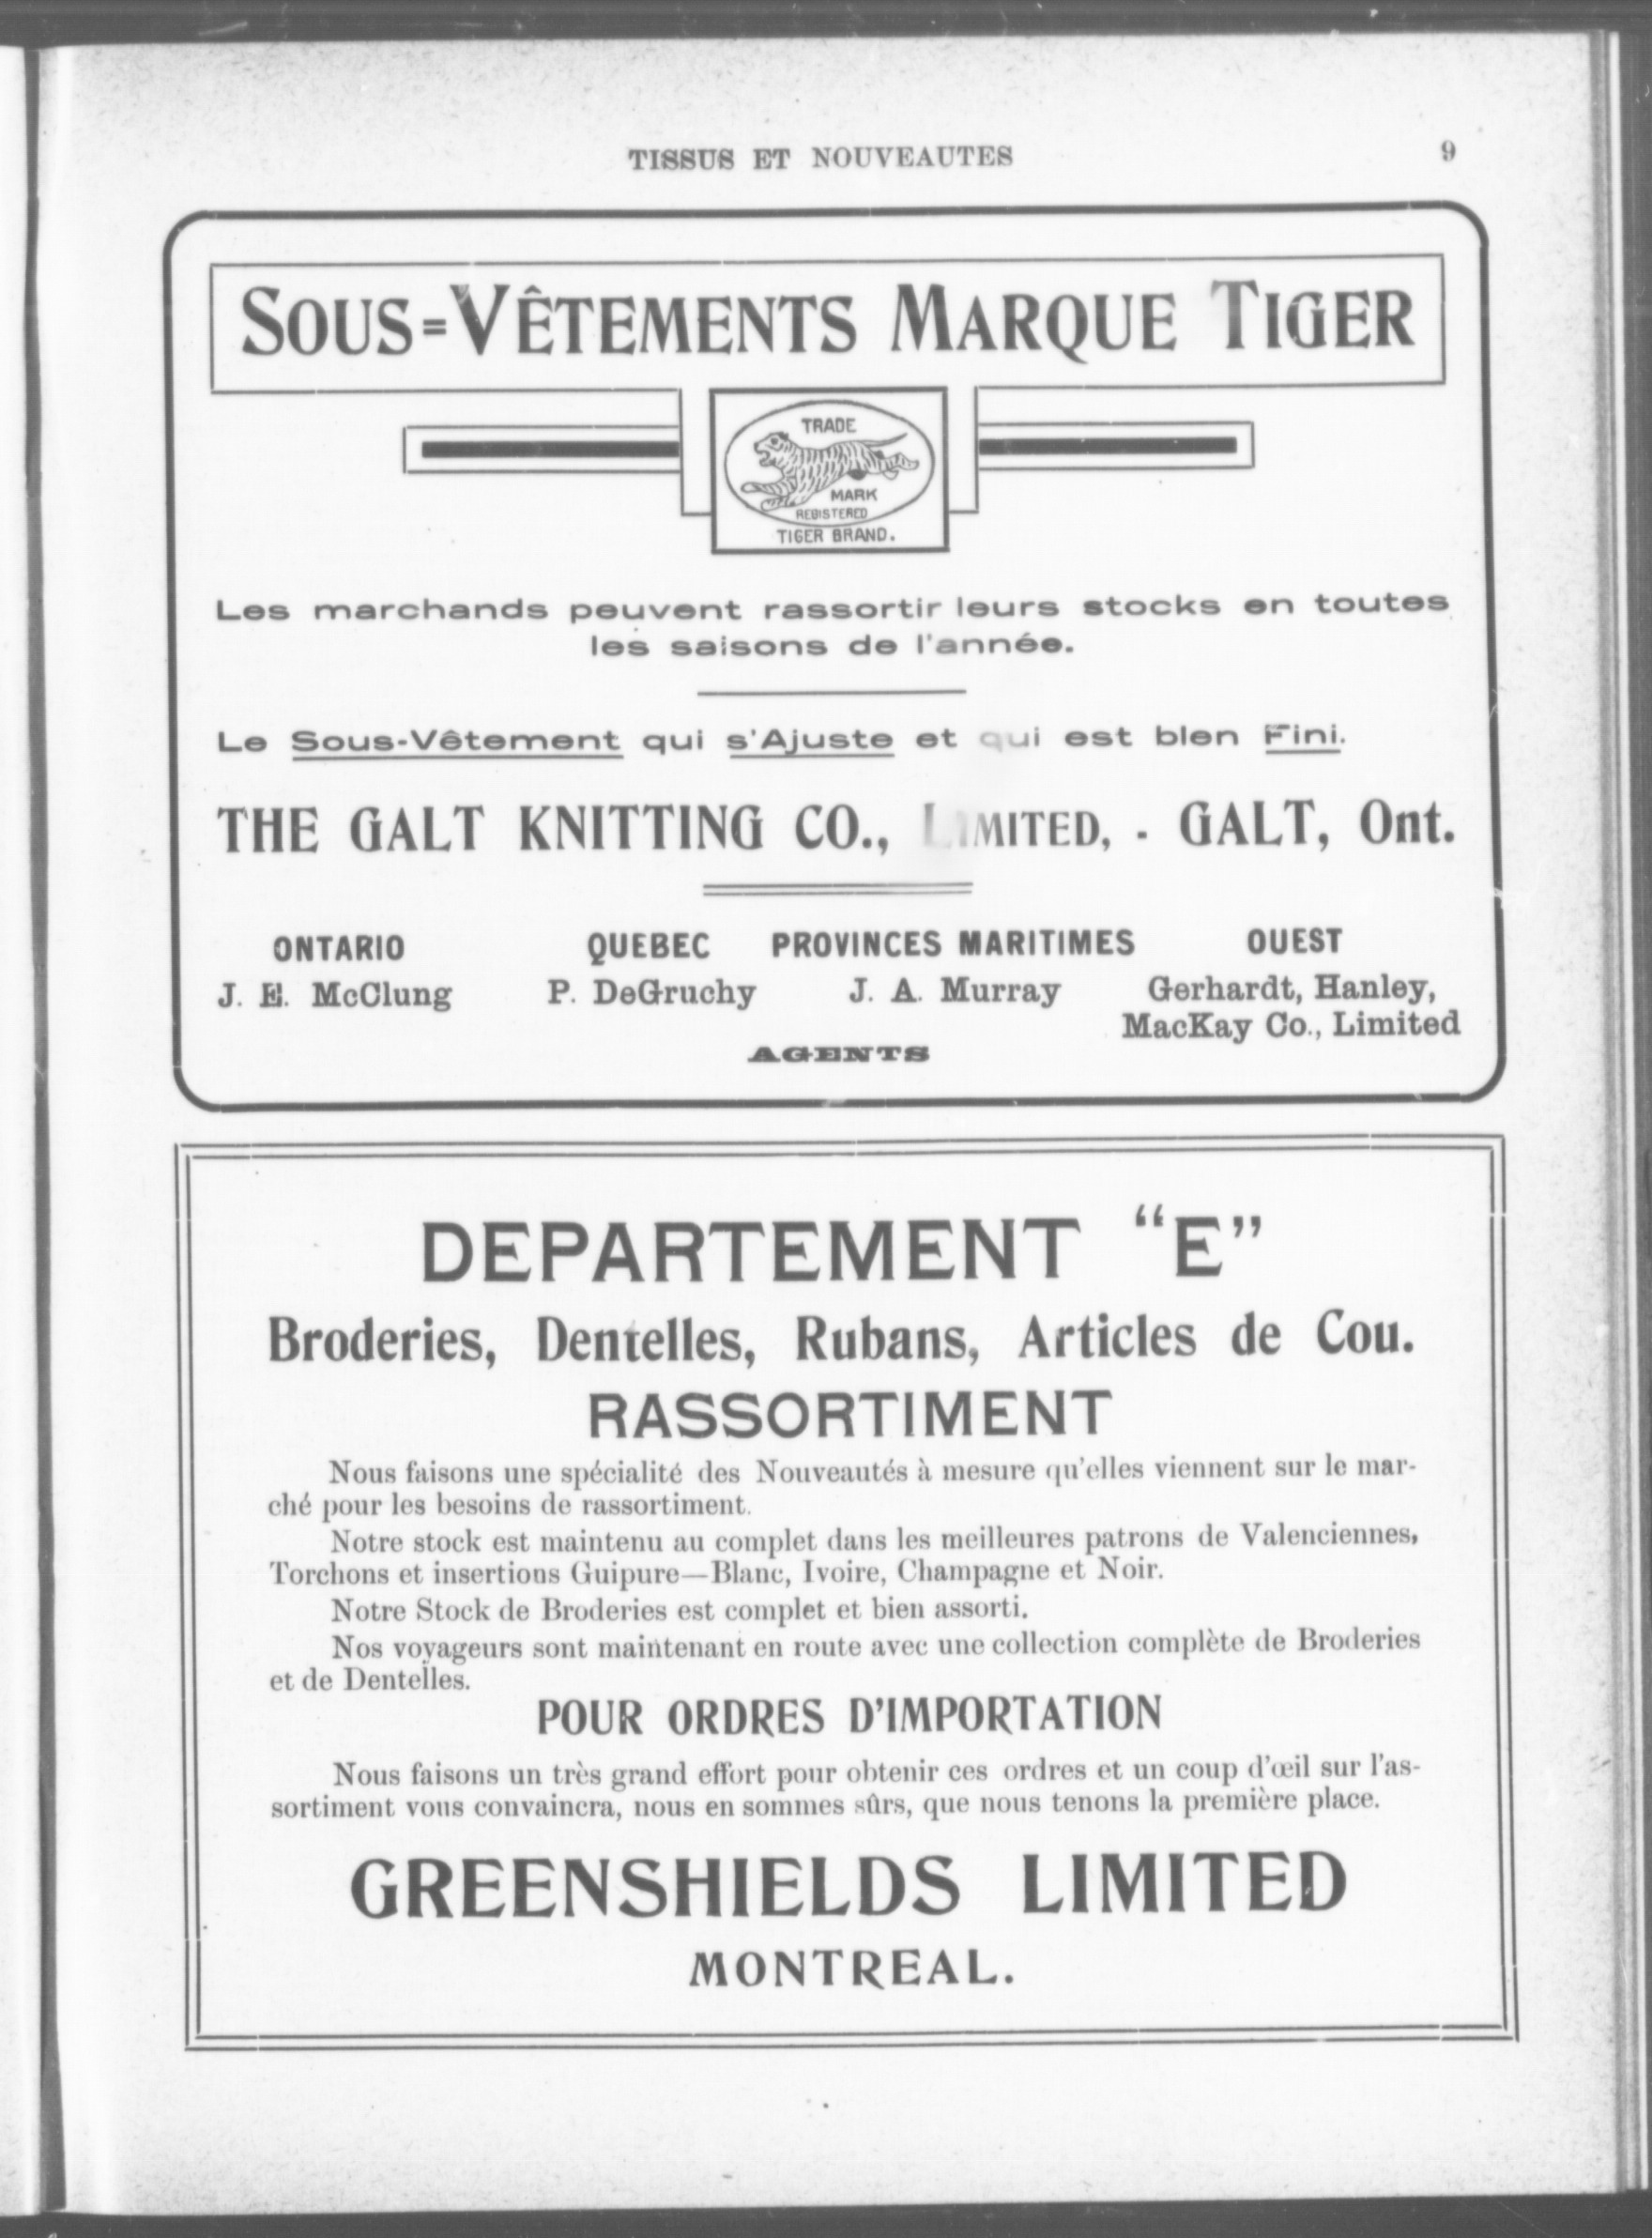 TISSUS ET NOUVEAUTES 9
SOUS=VÊTEMENTS MARQUE TIGER
TRADE
MARK
REGISTERED
TIGER BRAND.
Les marchands peuvent rassortir leurs stocks en toutes
les saisons de l'année.
Le Sous-Vêtement qui s'Ajuste et qui est bien Fini.
THE GALT KNITTING CO., LIMITED, - GALT, Ont.
ONTARIO QUEBEC PROVINCES MARITIMES OUEST
J. E. McClung P. DeGruchy J. A. Murray Gerhardt, Hanley,
MacKay Co., Limited
AGENTS
DEPARTEMENT "E"
Broderies, Dentelles, Rubans, Articles de Cou.
RASSORTIMENT
Nous faisons une spécialité des Nouveautés à mesure qu'elles viennent sur le mar-
ché pour les besoins de rassortiment.
Notre stock est maintenu au complet dans les meilleures patrons de Valenciennes,
Torchons et insertions Guipure—Blanc, Ivoire, Champagne et Noir.
Notre Stock de Broderies est complet et bien assorti.
Nos voyageurs sont maintenant en route avec une collection complète de Broderies
et de Dentelles.
POUR ORDRES D'IMPORTATION
Nous faisons un très grand effort pour obtenir ces ordres et un coup d'œil sur l'as-
sortiment vous convaincra, nous en sommes sûrs, que nous tenons la première place.
GREENSHIELDS LIMITED
MONTREAL.